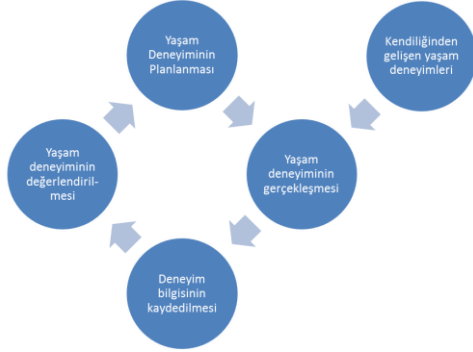 Yaşam
Deneyiminin
Planlanması
Kendiliğinden
gelişen yaşam
deneyimleri
Yaşam
deneyiminin
değerlendiril-
mesi
Yaşam
deneyiminin
gerçekleşmesi
Deneyim
bilgisinin
kaydedilmesi